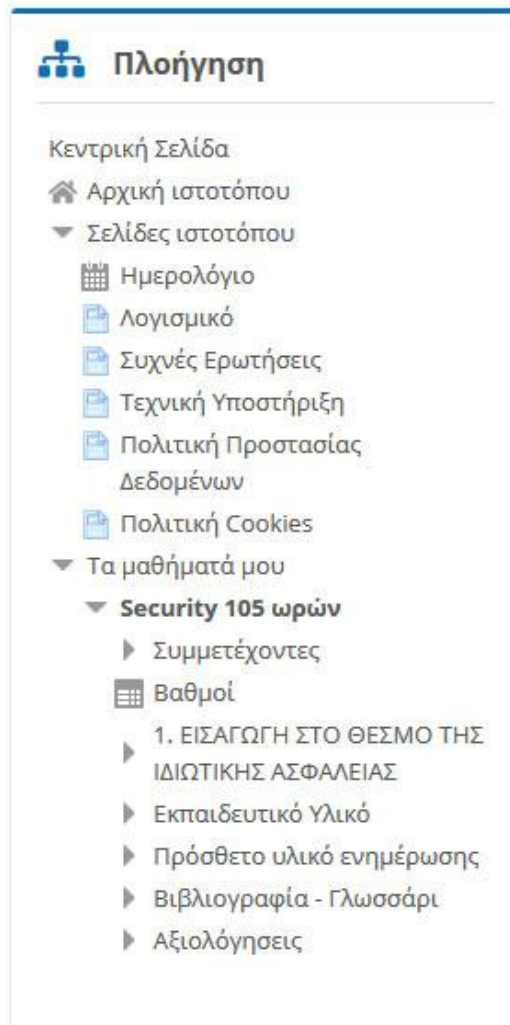 Πλοήγηση
Κεντρική Σελίδα
Αρχική ιστοτόπου
Σελίδες ιστοτόπου
Ημερολόγιο
Λογισμικό
Συχνές Ερωτήσεις
Τεχνική Υποστήριξη
Πολιτική Προστασίας
Δεδομένων
Πολιτική Cookies
Τα μαθήματά μου
Security 105 ωρών
Συμμετέχοντες
Βαθμοί
1. ΕΙΣΑΓΩΓΗ ΣΤΟ ΘΕΣΜΟ ΤΗΣ
ΙΔΙΩΤΙΚΗΣ ΑΣΦΑΛΕΙΑΣ
Εκπαιδευτικό Υλικό
Πρόσθετο υλικό ενημέρωσης
Βιβλιογραφία - Γλωσσάρι
Αξιολόγησεις